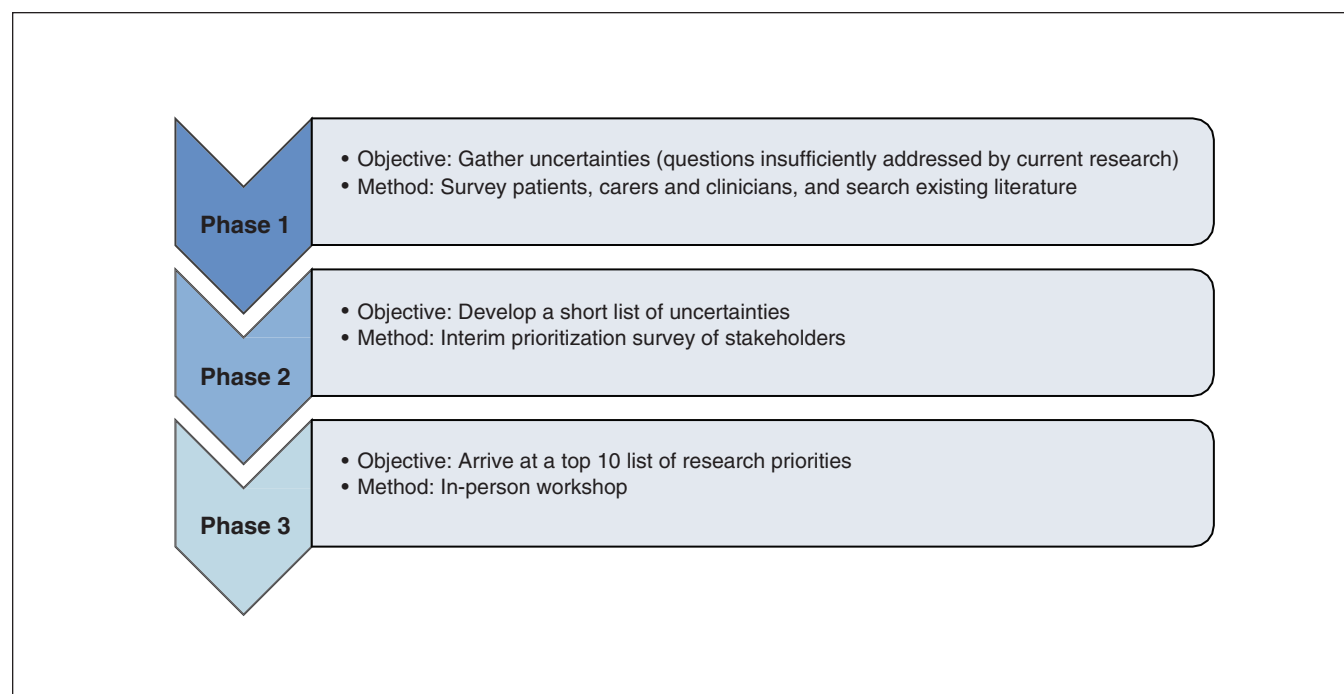 Phase 1
• Objective: Gather uncertainties (questions insufficiently addressed by current research)
• Method: Survey patients, carers and clinicians, and search existing literature
Phase 2
• Objective: Develop a short list of uncertainties
• Method: Interim prioritization survey of stakeholders
Phase 3
• Objective: Arrive at a top 10 list of research priorities
• Method: In-person workshop